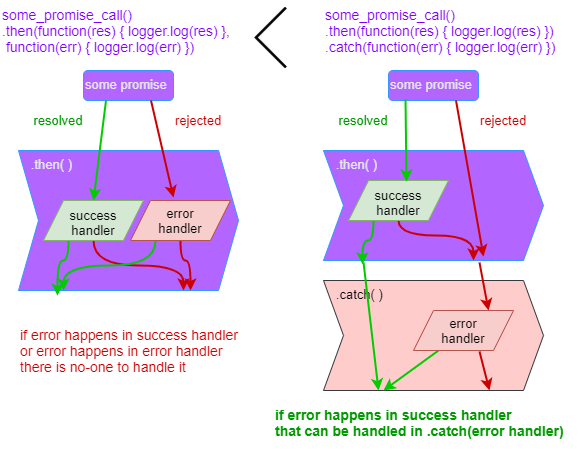 some_promise_call()
.then(function(res) { logger.log(res) },
function(err) { logger.log(err) })
some promise
resolved
rejected
.then( )
success
handler
error
handler
if error happens in success handler
or error happens in error handler
there is no-one to handle it
<
some_promise_call()
.then(function(res) { logger.log(res) })
.catch(function(err) { logger.log(err) })
some promise
resolved
rejected
.then( )
success
handler
.catch( )
error
handler
if error happens in success handler
that can be handled in .catch(error handler)